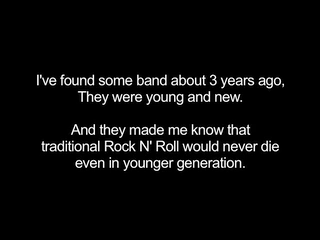 I've found some band about 3 years ago,
They were young and new.
And they made me know that
traditional Rock N' Roll would never die
even in younger generation.